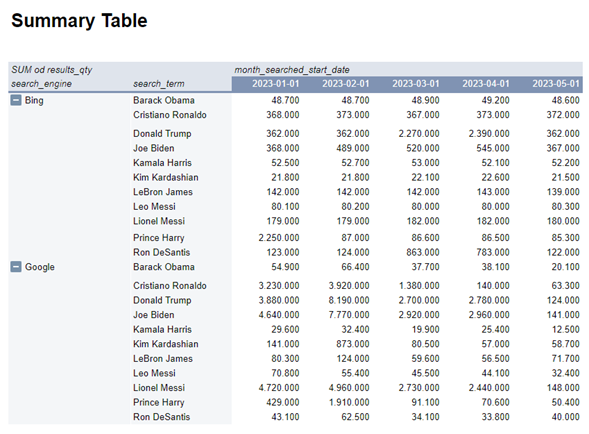 Summary Table
SUM od results_qty month_searched_start_date
search_engine search_term 2023-01-01 2023-02-01 2023-03-01 2023-04-01 2023-05-01
Bing Barack Obama 48.700 48.700 48.900 49.200 48.600
Cristiano Ronaldo 368.000 373.000 367.000 373.000 372.000
Donald Trump 362.000 362.000 2.270.000 2.390.000 362.000
Joe Biden 368.000 489.000 520.000 545.000 367.000
Kamala Harris 52.500 52.700 53.000 52.100 52.200
Kim Kardashian 21.800 21.800 22.100 22.600 21.500
LeBron James 142.000 142.000 142.000 143.000 139.000
Leo Messi 80.100 80.200 80.000 80.000 80.300
Lionel Messi 179.000 179.000 182.000 182.000 180.000
Prince Harry 2.250.000 87.000 86.600 86.500 85.300
Ron DeSantis 123.000 124.000 863.000 783.000 122.000
Google Barack Obama 54.900 66.400 37.700 38.100 20.100
Cristiano Ronaldo 3.230.000 3.920.000 1.380.000 140.000 63.300
Donald Trump 3.880.000 8.190.000 2.700.000 2.780.000 124.000
Joe Biden 4.640.000 7.770.000 2.920.000 2.960.000 141.000
Kamala Harris 29.600 32.400 19.900 25.400 12.500
Kim Kardashian 141.000 873.000 80.500 57.000 58.700
LeBron James 80.300 124.000 59.600 56.500 71.700
Leo Messi 70.800 55.400 45.500 44.100 32.400
Lionel Messi 4.720.000 4.960.000 2.730.000 2.440.000 148.000
Prince Harry 429.000 1.910.000 91.100 70.600 50.400
Ron DeSantis 43.100 62.500 34.100 33.800 40.000